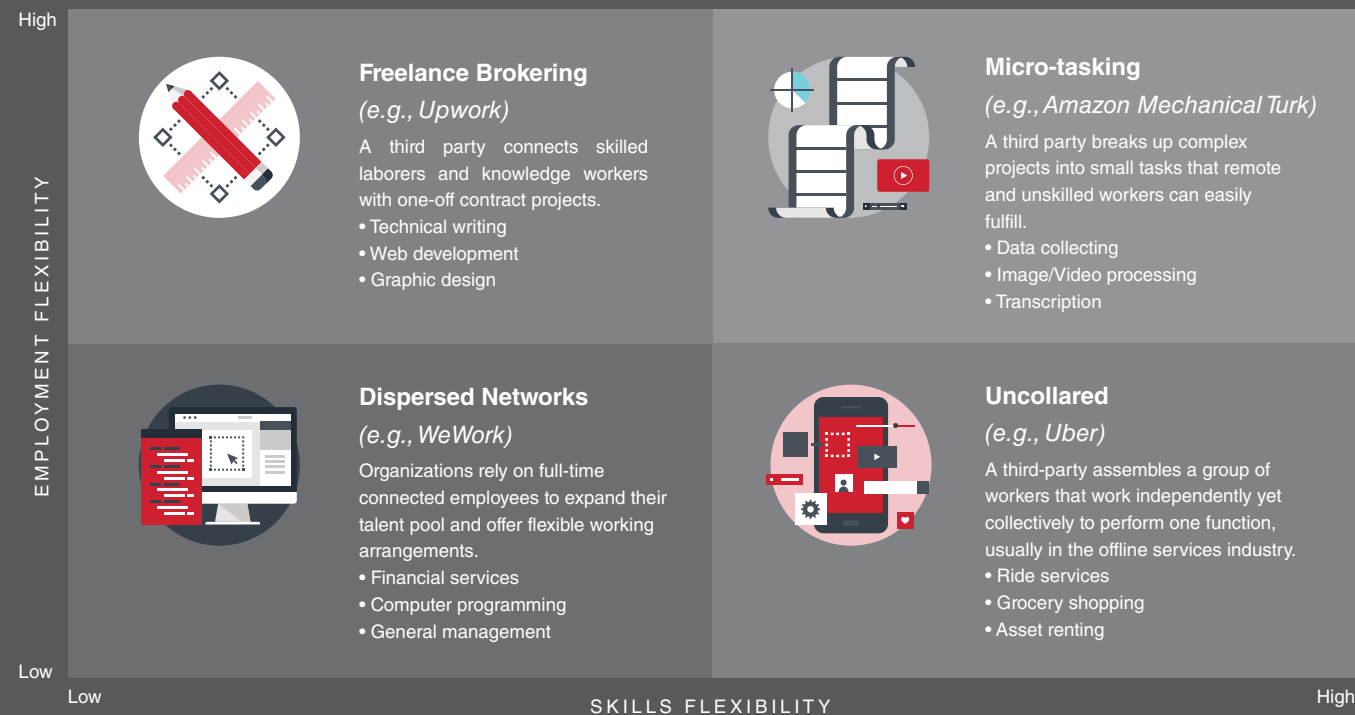 High
EMPLOYMENT FLEXIBILITY
Freelance Brokering
(e.g., Upwork)
A third party connects skilled
laborers and knowledge workers
with one-off contract projects.
• Technical writing
• Web development
• Graphic design
Micro-tasking
(e.g., Amazon Mechanical Turk)
A third party breaks up complex
projects into small tasks that remote
and unskilled workers can easily
fulfill.
• Data collecting
• Image/Video processing
• Transcription
Dispersed Networks
(e.g., WeWork)
Organizations rely on full-time
connected employees to expand their
talent pool and offer flexible working
arrangements.
• Financial services
• Computer programming
• General management
Uncollared
(e.g., Uber)
A third-party assembles a group of
workers that work independently yet
collectively to perform one function,
usually in the offline services industry.
• Ride services
• Grocery shopping
• Asset renting
Low
Low
SKILLS FLEXIBILITY
High